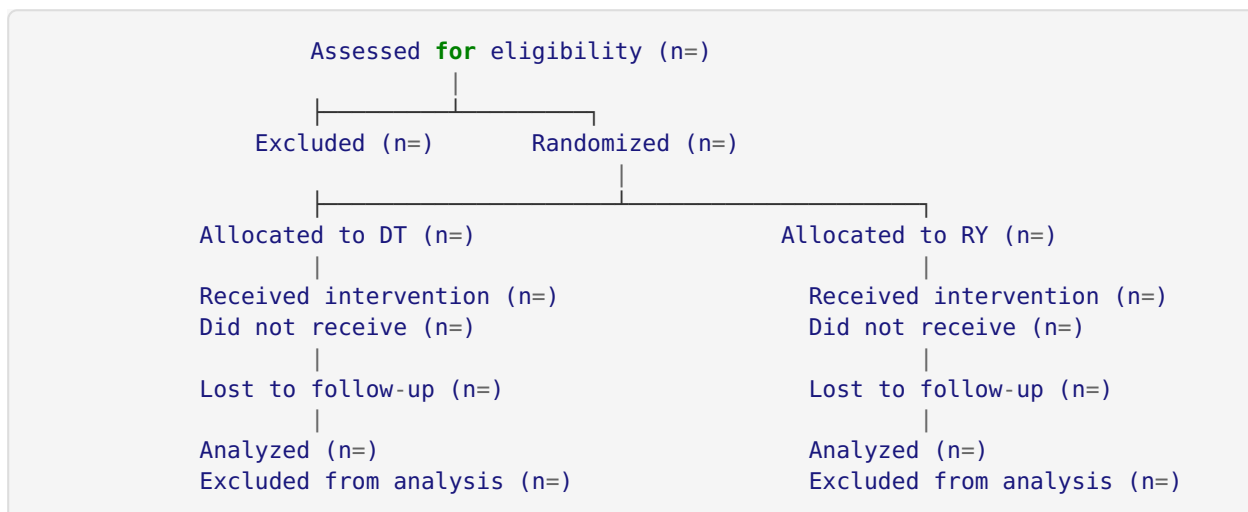 Assessed for eligibility (n=)
Excluded (n=) Randomized (n=)
Allocated to DT (n=) Allocated to RY (n=)
Received intervention (n=) Received intervention (n=)
Did not receive (n=) Did not receive (n=)
Lost to follow-up (n=) Lost to follow-up (n=)
Analyzed (n=) Analyzed (n=)
Excluded from analysis (n=) Excluded from analysis (n=)